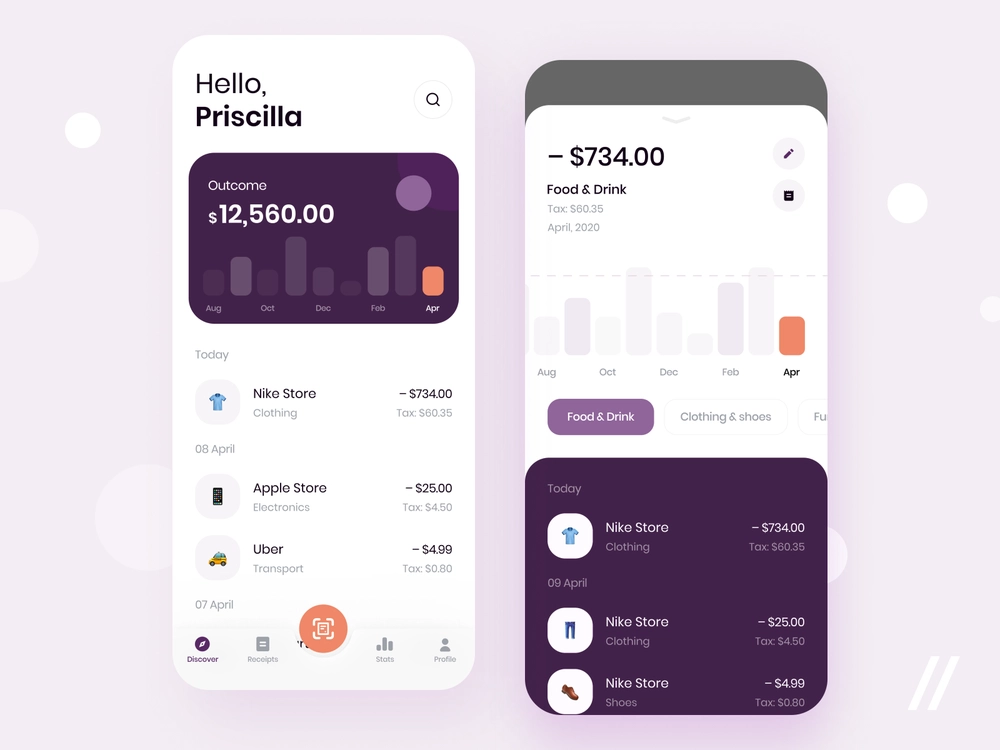 Hello,
Priscilla
Outcome
$12,560.00
Aug Oct Dec Feb Apr
Today
Nike Store – $734.00
Clothing Tax: $60.35
08 April
Apple Store – $25.00
Electronics Tax: $4.50
Uber – $4.99
Transport Tax: $0.80
07 April
Discover Receipts Stats Profile
– $734.00
Food & Drink
Tax: $60.35
April, 2020
Aug Oct Dec Feb Apr
Food & Drink Clothing & shoes Fu
Today
Nike Store – $734.00
Clothing Tax: $60.35
09 April
Nike Store – $25.00
Clothing Tax: $4.50
Nike Store – $4.99
Shoes Tax: $0.80